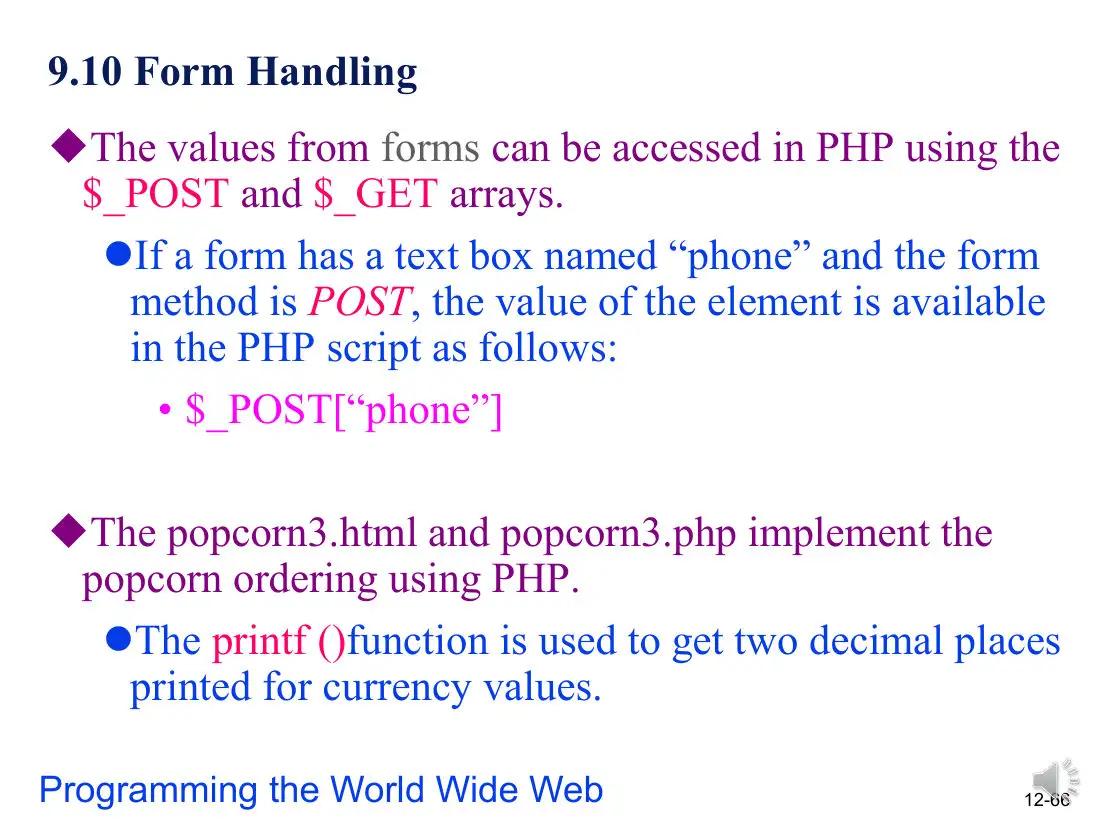 9.10 Form Handling
◆The values from forms can be accessed in PHP using the
$_POST and $_GET arrays.
●If a form has a text box named “phone” and the form
method is POST, the value of the element is available
in the PHP script as follows:
• $_POST[“phone”]
◆The popcorn3.html and popcorn3.php implement the
popcorn ordering using PHP.
●The printf ()function is used to get two decimal places
printed for currency values.
Programming the World Wide Web
12-66